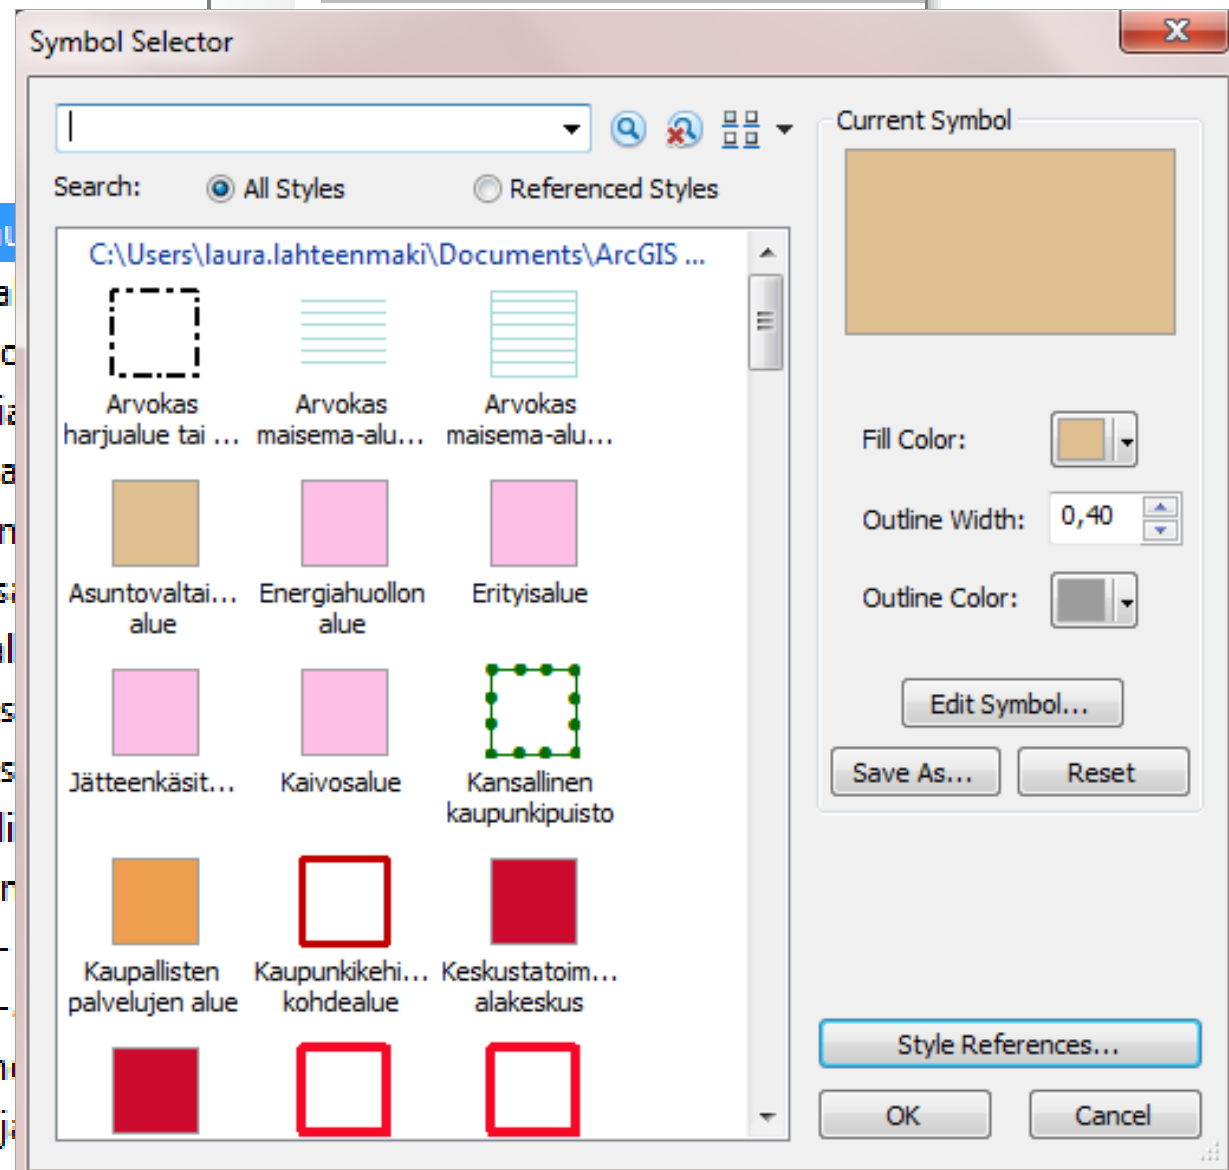 Symbol Selector
Search:
All Styles
Referenced Styles
C:\Users\laura.lahteenmaki\Documents\ArcGIS ...
Arvokas
harjualue tai ...
Arvokas
maisema-alu...
Arvokas
maisema-alu...
Asuntovaltai...
alue
Energiahuollon
alue
Erityisalue
Jätteenkäsit...
Kaivosalue
Kansallinen
kaupunkipuisto
Kaupallisten
palvelujen alue
Kaupunkikehi...
kohdealue
Keskustatoim...
alakeskus
Current Symbol
Fill Color:
Outline Width:
0,40
Outline Color:
Edit Symbol...
Save As...
Reset
Style References...
OK
Cancel